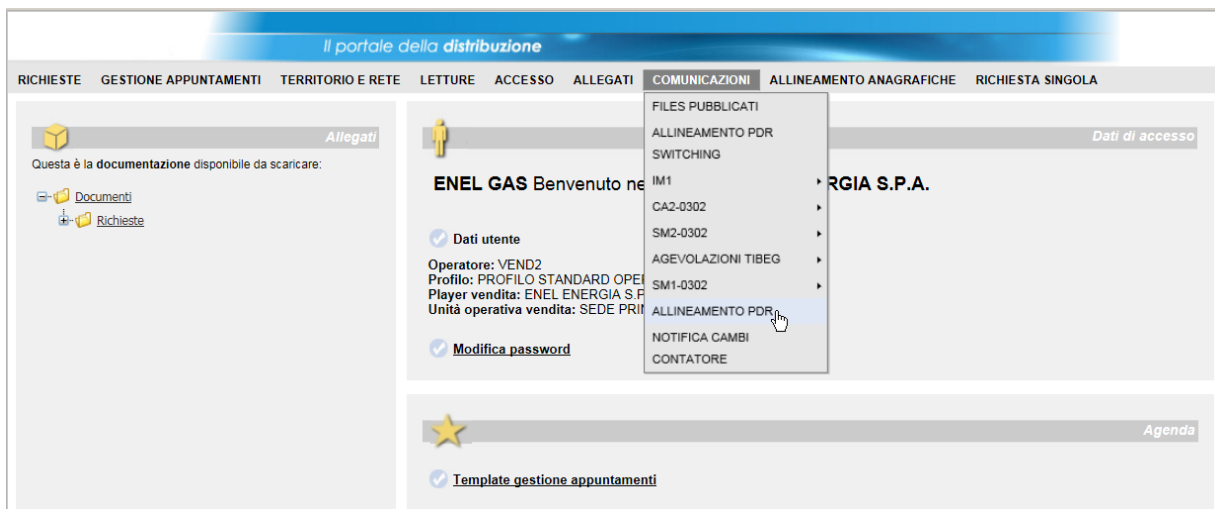 Il portale della distribuzione
RICHIESTE GESTIONE APPUNTAMENTI TERRITORIO E RETE LETTURE ACCESSO ALLEGATI COMUNICAZIONI ALLINEAMENTO ANAGRAFICHE RICHIESTA SINGOLA
Allegati
Questa è la documentazione disponibile da scaricare:
Documenti
Richieste
FILES PUBBLICATI
ALLINEAMENTO PDR
SWITCHING
IM1
CA2-0302
SM2-0302
AGEVOLAZIONI TIBEG
SM1-0302
ALLINEAMENTO PDR
NOTIFICA CAMBI
CONTATORE
Dati di accesso
ENEL GAS Benvenuto ne RGIA S.P.A.
Dati utente
Operatore: VEND2
Profilo: PROFILO STANDARD OPE
Player vendita: ENEL ENERGIA S.P
Unità operativa vendita: SEDE PRI
Modifica password
Agenda
Template gestione appuntamenti